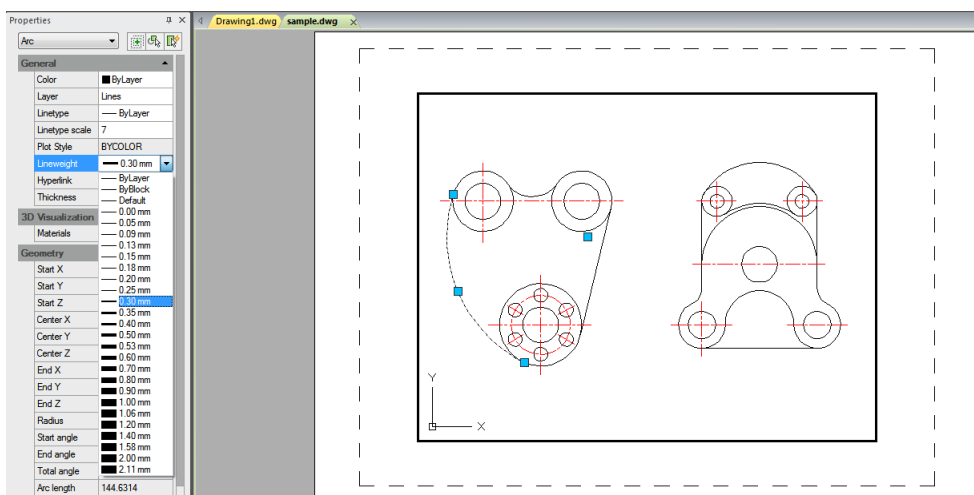 Properties
Drawing1.dwg sample.dwg
Arc
General
Color ByLayer
Layer Lines
Linetype ByLayer
Linetype scale 7
Plot Style BYCOLOR
Lineweight 0.30 mm
Hyperlink
Thickness
3D Visualization
Materials
Geometry
Start X
Start Y
Start Z
Center X
Center Y
Center Z
End X
End Y
End Z
Radius
Start angle
End angle
Total angle
Arc length 144.6314
ByLayer
ByBlock
Default
0.00 mm
0.05 mm
0.09 mm
0.13 mm
0.15 mm
0.18 mm
0.20 mm
0.25 mm
0.30 mm
0.35 mm
0.40 mm
0.50 mm
0.53 mm
0.60 mm
0.70 mm
0.80 mm
0.90 mm
1.00 mm
1.06 mm
1.20 mm
1.40 mm
1.58 mm
2.00 mm
2.11 mm
Y
X